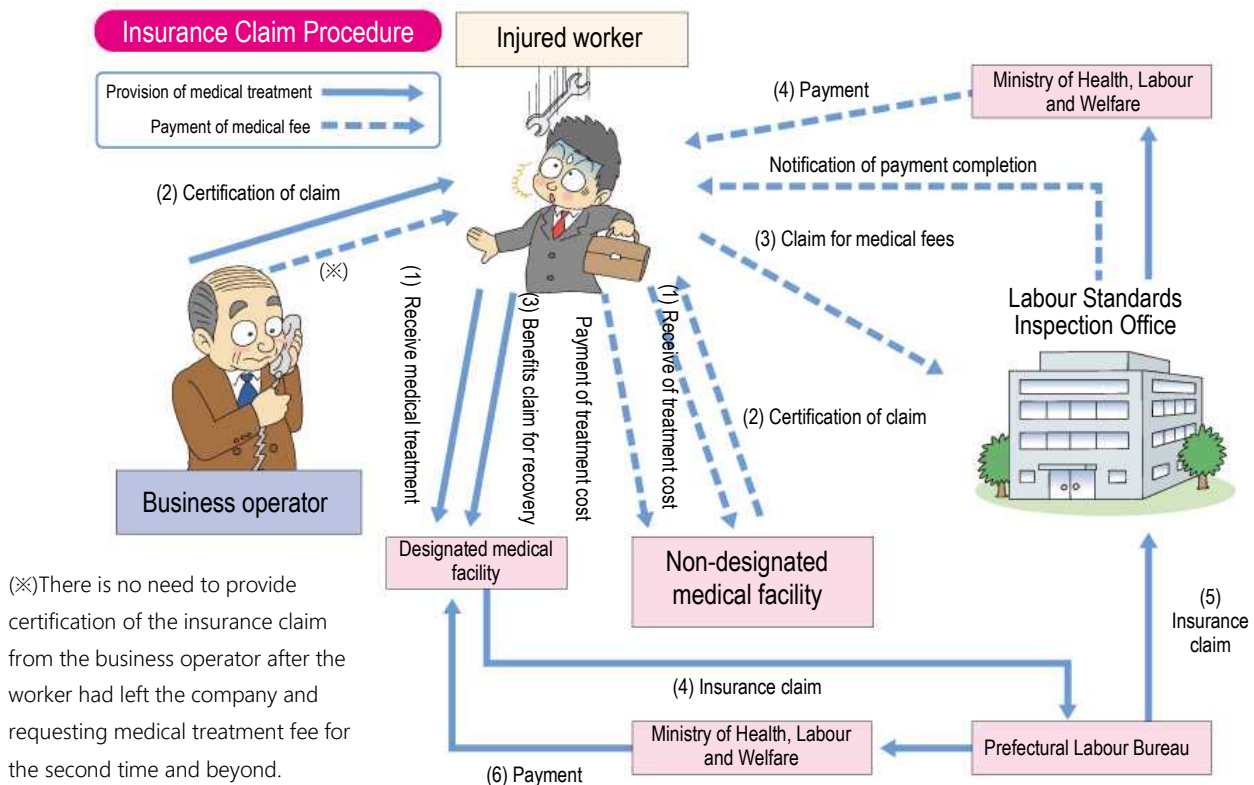 Insurance Claim Procedure
Injured worker
Provision of medical treatment
Payment of medical fee
(4) Payment
Ministry of Health, Labour
and Welfare
Notification of payment completion
(2) Certification of claim
(3) Claim for medical fees
(※)
(1) Receive medical treatment
(3) Benefits claim for recovery
Payment of treatment cost
(1) Receive of treatment cost
(2) Certification of claim
Labour Standards
Inspection Office
Business operator
Designated medical
facility
Non-designated
medical facility
(※)There is no need to provide
certification of the insurance claim
from the business operator after the
worker had left the company and
requesting medical treatment fee for
the second time and beyond.
(5)
Insurance
claim
(4) Insurance claim
Ministry of Health, Labour
and Welfare
Prefectural Labour Bureau
(6) Payment